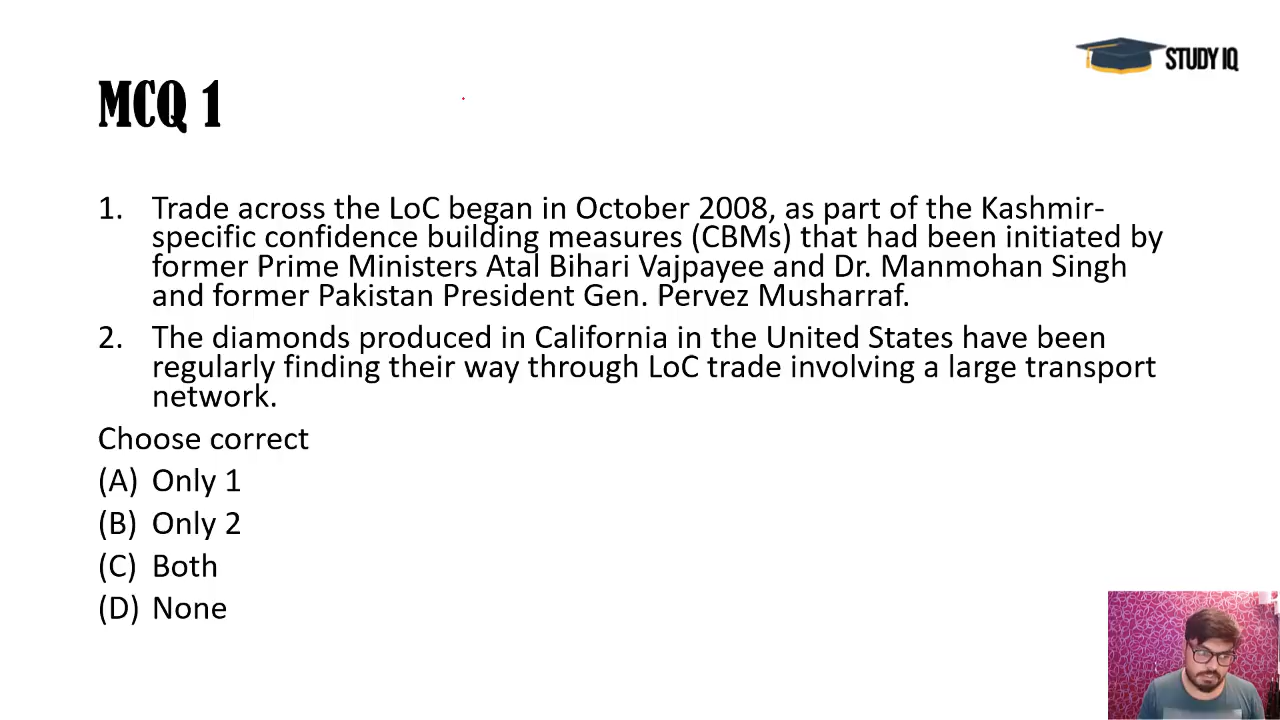 STUDY IQ
MCQ 1
1. Trade across the LoC began in October 2008, as part of the Kashmir-
specific confidence building measures (CBMs) that had been initiated by
former Prime Ministers Atal Bihari Vajpayee and Dr. Manmohan Singh
and former Pakistan President Gen. Pervez Musharraf.
2. The diamonds produced in California in the United States have been
regularly finding their way through LoC trade involving a large transport
network.
Choose correct
(A) Only 1
(B) Only 2
(C) Both
(D) None